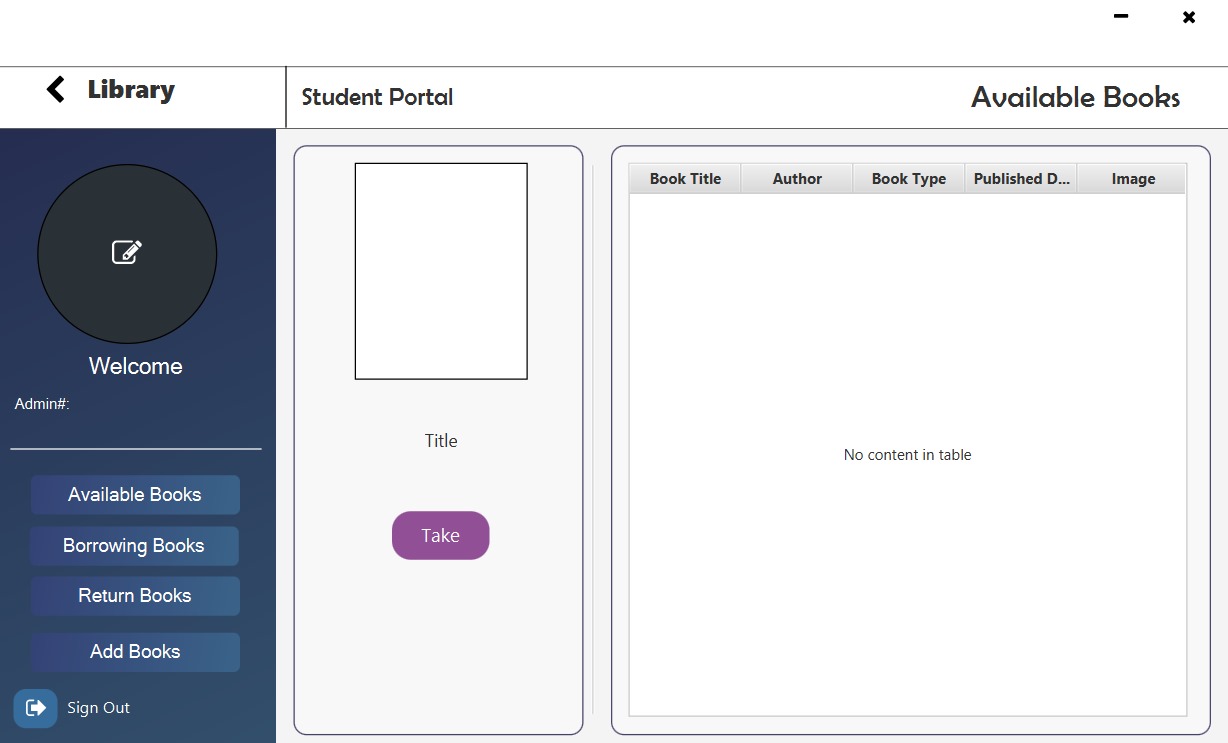 Library
Student Portal
Available Books
Welcome
Admin#:
Available Books
Borrowing Books
Return Books
Add Books
Sign Out
Title
Take
Book Title Author Book Type Published D... Image
No content in table